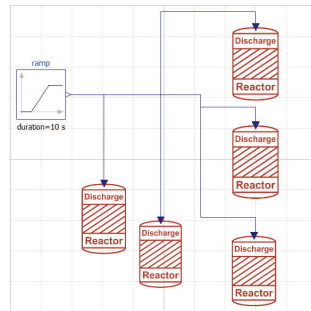 Discharge
Reactor
ramp
duration=10 s
Discharge
Reactor
Discharge
Reactor
Discharge
Reactor
Discharge
Reactor